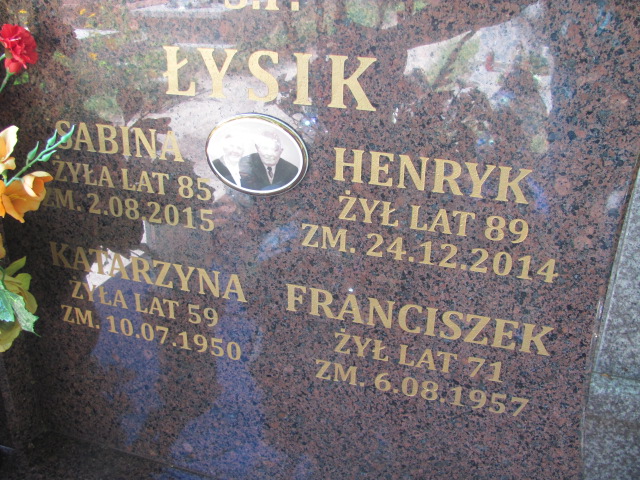 Ś.P.
ŁYSIK
SABINA
ŻYŁA LAT 85
ZM. 2.08.2015
HENRYK
ŻYŁ LAT 89
ZM. 24.12.2014
KATARZYNA
ŻYŁA LAT 59
ZM. 10.07.1950
FRANCISZEK
ŻYŁ LAT 71
ZM. 6.08.1957